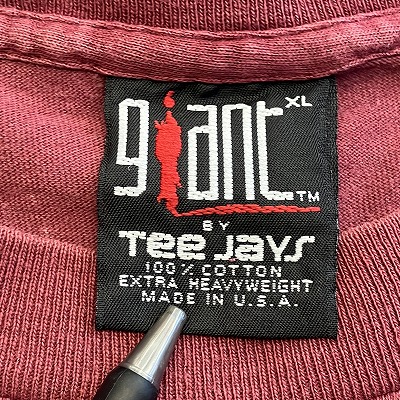 giant XL
TM
BY
Tee Jays
100% COTTON
EXTRA HEAVYWEIGHT
MADE IN U.S.A.